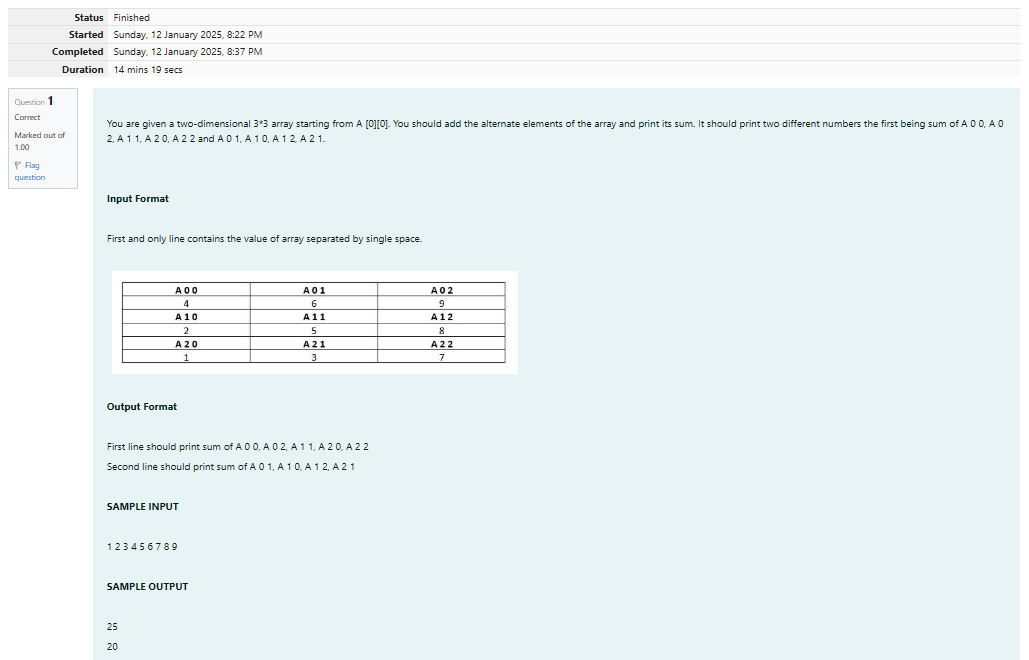 Status Finished
Started Sunday, 12 January 2025, 8:22 PM
Completed Sunday, 12 January 2025, 8:37 PM
Duration 14 mins 19 secs
Question 1
Correct
Marked out of
1.00
Flag
question
You are given a two-dimensional 3*3 array starting from A [0][0]. You should add the alternate elements of the array and print its sum. It should print two different numbers the first being sum of A 0 0, A 0
2, A 1 1, A 2 0, A 2 2 and A 0 1, A 1 0, A 1 2, A 2 1.
Input Format
First and only line contains the value of array separated by single space.
A 0 0 A 0 1 A 0 2
4 6 9
A 1 0 A 1 1 A 1 2
2 5 8
A 2 0 A 2 1 A 2 2
1 3 7
Output Format
First line should print sum of A 0 0, A 0 2, A 1 1, A 2 0, A 2 2
Second line should print sum of A 0 1, A 1 0, A 1 2, A 2 1
SAMPLE INPUT
1 2 3 4 5 6 7 8 9
SAMPLE OUTPUT
25
20